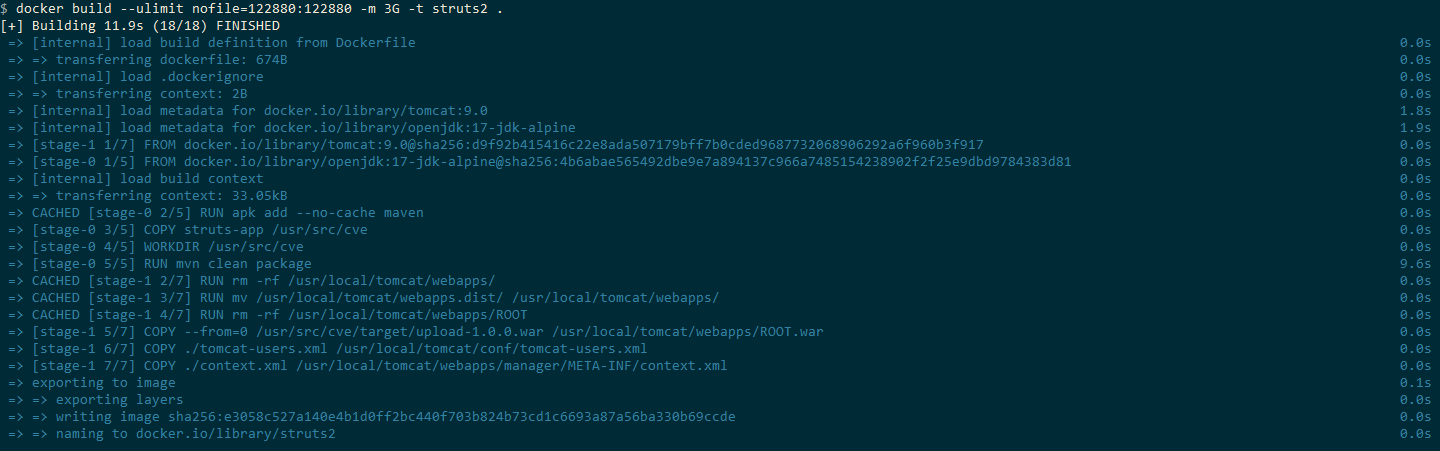 $ docker build --ulimit nofile=122880:122880 -m 3G -t struts2 .
[+] Building 11.9s (18/18) FINISHED
=> [internal] load build definition from Dockerfile 0.0s
=> => transferring dockerfile: 674B 0.0s
=> [internal] load .dockerignore 0.0s
=> => transferring context: 2B 0.0s
=> [internal] load metadata for docker.io/library/tomcat:9.0 1.8s
=> [internal] load metadata for docker.io/library/openjdk:17-jdk-alpine 1.9s
=> [stage-1 1/7] FROM docker.io/library/tomcat:9.0@sha256:d9f92b415416c22e8ada507179bff7b0cded9687732068906292a6f960b3f917 0.0s
=> [stage-0 1/5] FROM docker.io/library/openjdk:17-jdk-alpine@sha256:4b6abae565492dbe9e7a894137c966a7485154238902f2f25e9dbd9784383d81 0.0s
=> [internal] load build context 0.0s
=> => transferring context: 33.05kB 0.0s
=> CACHED [stage-0 2/5] RUN apk add --no-cache maven 0.0s
=> [stage-0 3/5] COPY struts-app /usr/src/cve 0.0s
=> [stage-0 4/5] WORKDIR /usr/src/cve 0.0s
=> [stage-0 5/5] RUN mvn clean package 9.6s
=> CACHED [stage-1 2/7] RUN rm -rf /usr/local/tomcat/webapps/ 0.0s
=> CACHED [stage-1 3/7] RUN mv /usr/local/tomcat/webapps.dist/ /usr/local/tomcat/webapps/ 0.0s
=> CACHED [stage-1 4/7] RUN rm -rf /usr/local/tomcat/webapps/ROOT 0.0s
=> [stage-1 5/7] COPY --from=0 /usr/src/cve/target/upload-1.0.0.war /usr/local/tomcat/webapps/ROOT.war 0.0s
=> [stage-1 6/7] COPY ./tomcat-users.xml /usr/local/tomcat/conf/tomcat-users.xml 0.0s
=> [stage-1 7/7] COPY ./context.xml /usr/local/tomcat/webapps/manager/META-INF/context.xml 0.0s
=> exporting to image 0.1s
=> => exporting layers 0.0s
=> => writing image sha256:e3058c527a140e4b1d0ff2bc440f703b824b73cd1c6693a87a56ba330b69ccde 0.0s
=> => naming to docker.io/library/struts2 0.0s